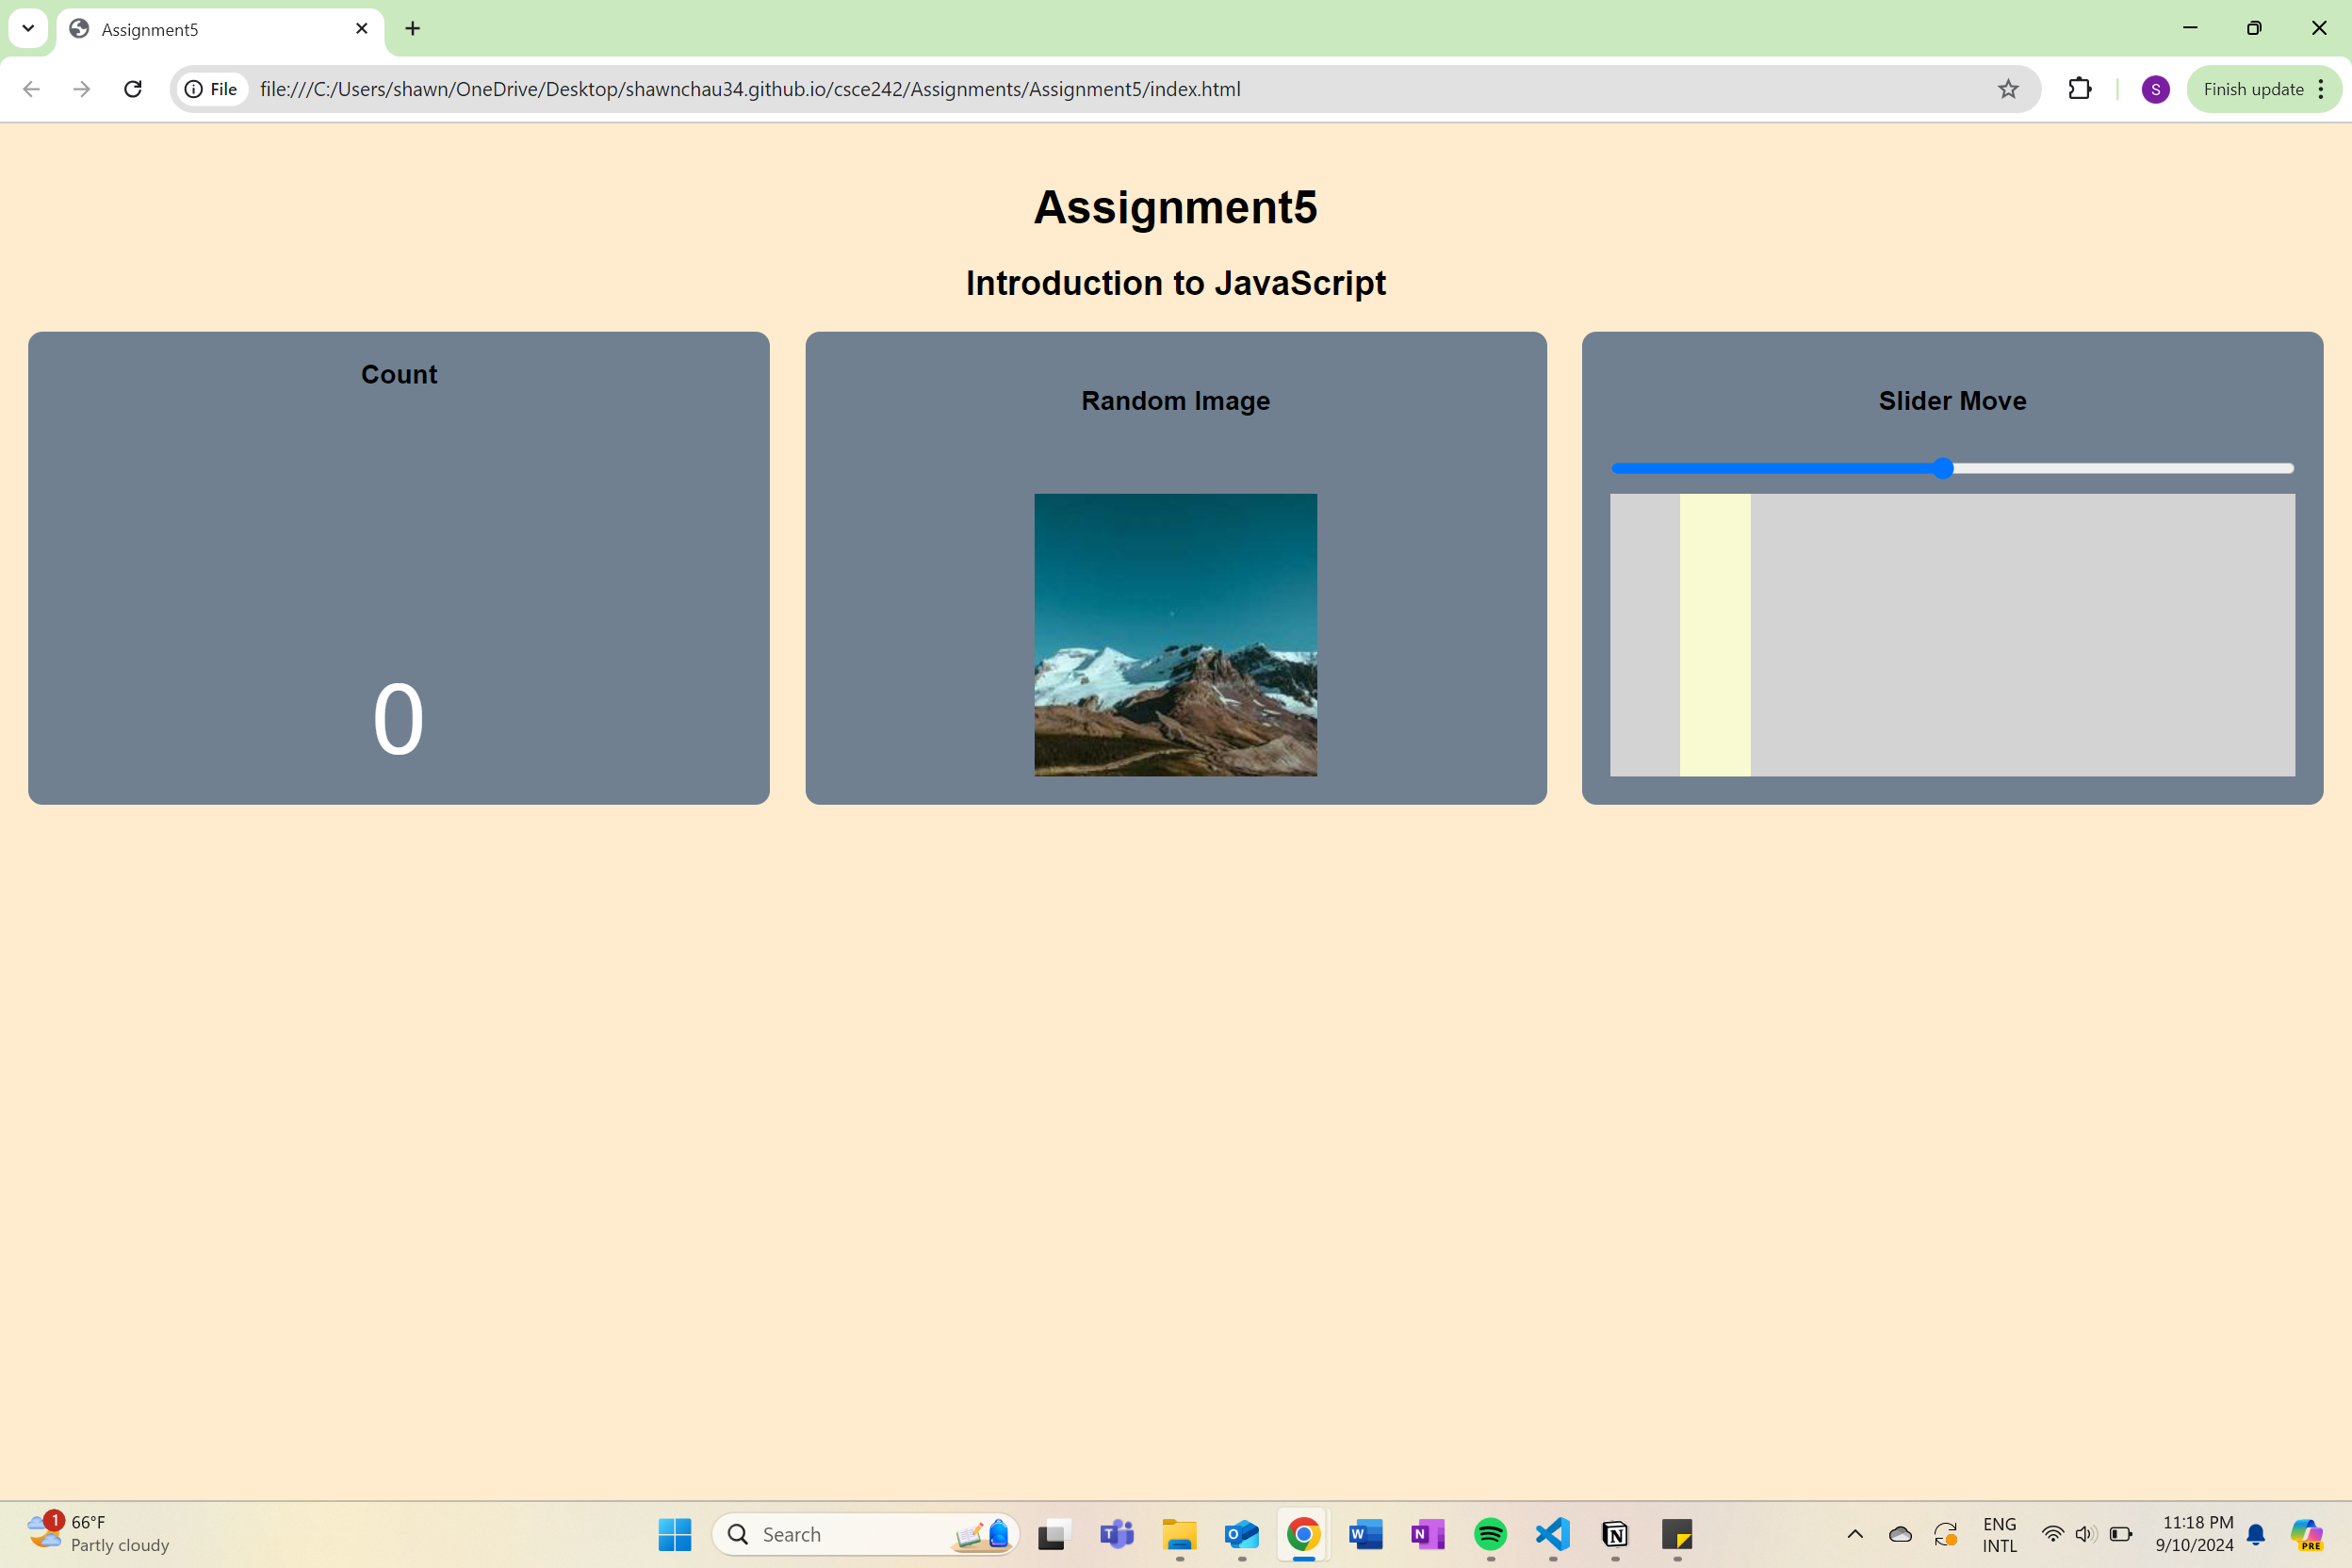 Assignment5
File
file:///C:/Users/shawn/OneDrive/Desktop/shawnchau34.github.io/csce242/Assignments/Assignment5/index.html
S
Finish update
Assignment5
Introduction to JavaScript
Count
Random Image
Slider Move
0
1
66°F
Partly cloudy
Search
T
O
W
N
N
ENG
INTL
11:18 PM
9/10/2024
PRE